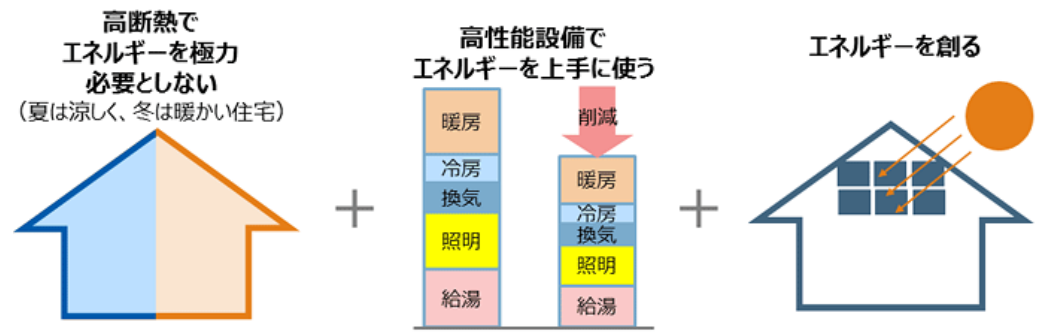 高断熱で
エネルギーを極力
必要としない
（夏は涼しく、冬は暖かい住宅）
高性能設備で
エネルギーを上手に使う
暖房
冷房
換気
照明
給湯
削減
暖房
冷房
換気
照明
給湯
エネルギーを創る